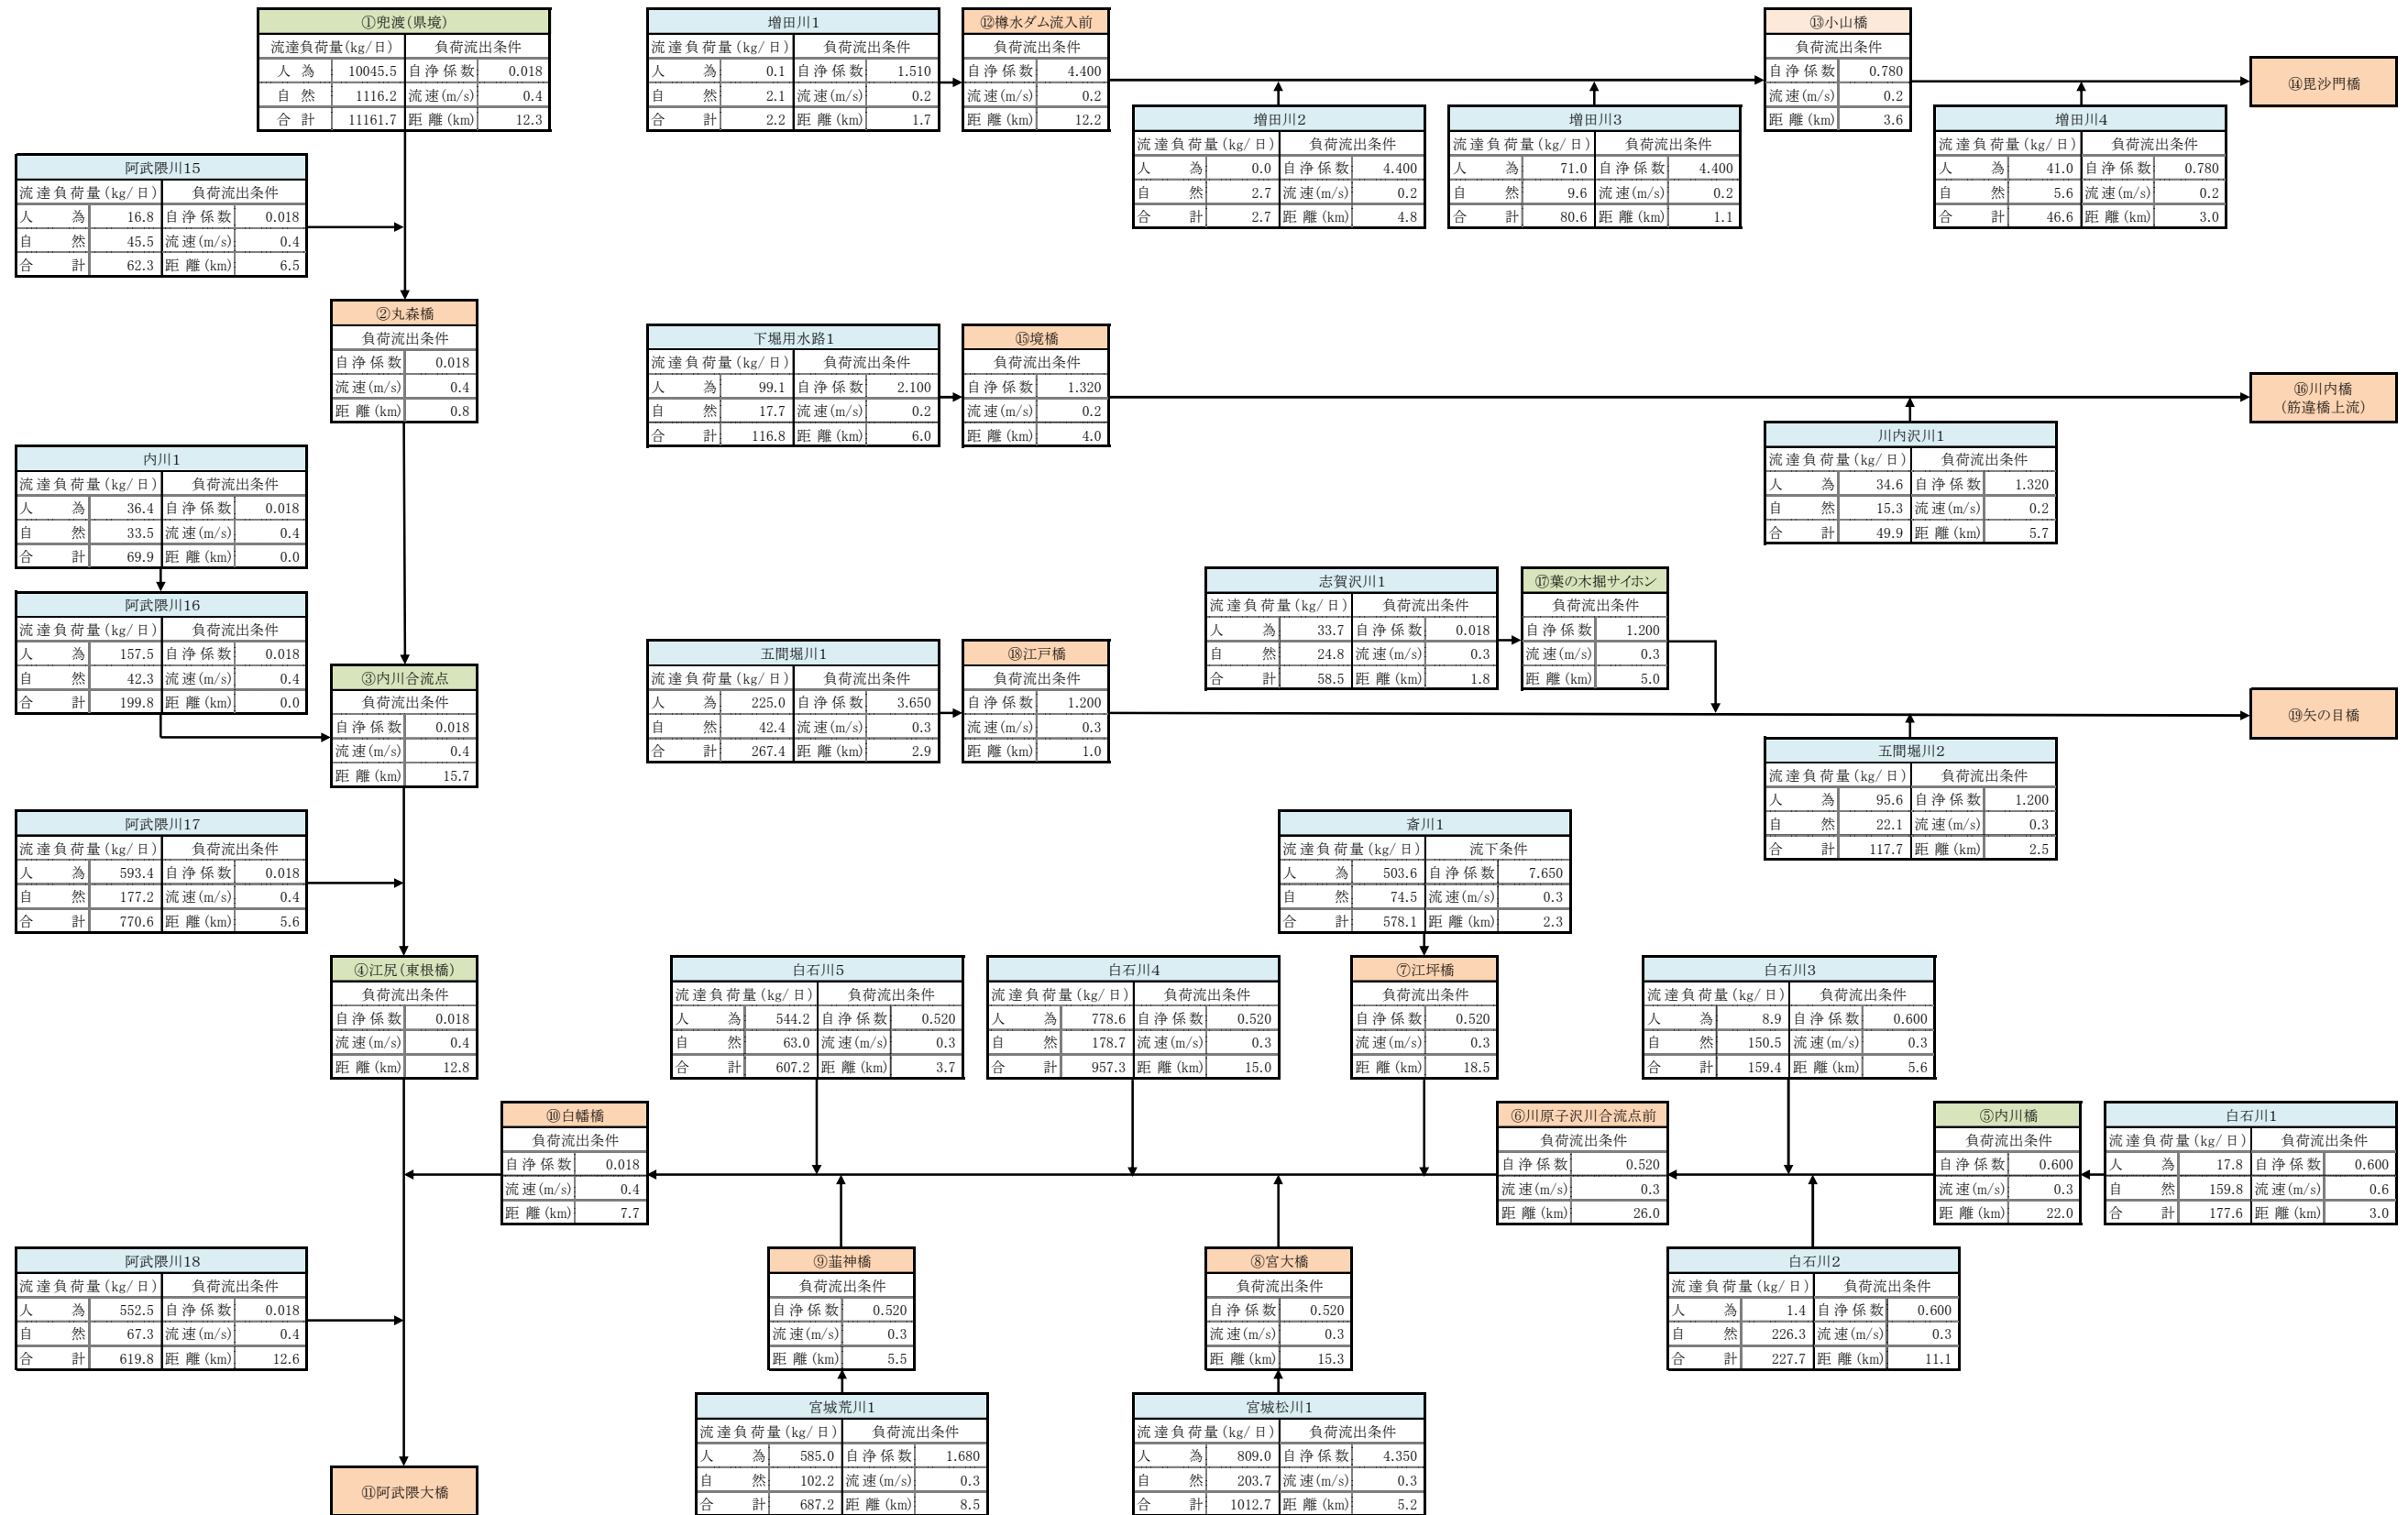 ①兜渡(県境)
流達負荷量(kg/日) 負荷流出条件
人為 10045.5 自浄係数 0.018
自然 1116.2 流速(m/s) 0.4
合計 11161.7 距離(km) 12.3
増田川1
流達負荷量(kg/日) 負荷流出条件
人為 0.1 自浄係数 1.510
自然 2.1 流速(m/s) 0.2
合計 2.2 距離(km) 1.7
⑫樽水ダム流入前
負荷流出条件
自浄係数 4.400
流速(m/s) 0.2
距離(km) 12.2
⑬小山橋
負荷流出条件
自浄係数 0.780
流速(m/s) 0.2
距離(km) 3.6
⑭毘沙門橋
増田川2
流達負荷量(kg/日) 負荷流出条件
人為 0.0 自浄係数 4.400
自然 2.7 流速(m/s) 0.2
合計 2.7 距離(km) 4.8
増田川3
流達負荷量(kg/日) 負荷流出条件
人為 71.0 自浄係数 4.400
自然 9.6 流速(m/s) 0.2
合計 80.6 距離(km) 1.1
増田川4
流達負荷量(kg/日) 負荷流出条件
人為 41.0 自浄係数 0.780
自然 5.6 流速(m/s) 0.2
合計 46.6 距離(km) 3.0
阿武隈川15
流達負荷量(kg/日) 負荷流出条件
人為 16.8 自浄係数 0.018
自然 45.5 流速(m/s) 0.4
合計 62.3 距離(km) 6.5
②丸森橋
負荷流出条件
自浄係数 0.018
流速(m/s) 0.4
距離(km) 0.8
下堀用水路1
流達負荷量(kg/日) 負荷流出条件
人為 99.1 自浄係数 2.100
自然 17.7 流速(m/s) 0.2
合計 116.8 距離(km) 6.0
⑮境橋
負荷流出条件
自浄係数 1.320
流速(m/s) 0.2
距離(km) 4.0
⑯川内橋
(筋違橋上流)
川内沢川1
流達負荷量(kg/日) 負荷流出条件
人為 34.6 自浄係数 1.320
自然 15.3 流速(m/s) 0.2
合計 49.9 距離(km) 5.7
内川1
流達負荷量(kg/日) 負荷流出条件
人為 36.4 自浄係数 0.018
自然 33.5 流速(m/s) 0.4
合計 69.9 距離(km) 0.0
阿武隈川16
流達負荷量(kg/日) 負荷流出条件
人為 157.5 自浄係数 0.018
自然 42.3 流速(m/s) 0.4
合計 199.8 距離(km) 0.0
③内川合流点
負荷流出条件
自浄係数 0.018
流速(m/s) 0.4
距離(km) 15.7
志賀沢川1
流達負荷量(kg/日) 負荷流出条件
人為 33.7 自浄係数 0.018
自然 24.8 流速(m/s) 0.3
合計 58.5 距離(km) 1.8
⑰葉の木堀サイホン
負荷流出条件
自浄係数 1.200
流速(m/s) 0.3
距離(km) 5.0
五間堀川1
流達負荷量(kg/日) 負荷流出条件
人為 225.0 自浄係数 3.650
自然 42.4 流速(m/s) 0.3
合計 267.4 距離(km) 2.9
⑱江戸橋
負荷流出条件
自浄係数 1.200
流速(m/s) 0.3
距離(km) 1.0
⑲矢の目橋
五間堀川2
流達負荷量(kg/日) 負荷流出条件
人為 95.6 自浄係数 1.200
自然 22.1 流速(m/s) 0.3
合計 117.7 距離(km) 2.5
阿武隈川17
流達負荷量(kg/日) 負荷流出条件
人為 593.4 自浄係数 0.018
自然 177.2 流速(m/s) 0.4
合計 770.6 距離(km) 5.6
斎川1
流達負荷量(kg/日) 流下条件
人為 503.6 自浄係数 7.650
自然 74.5 流速(m/s) 0.3
合計 578.1 距離(km) 2.3
④江尻(東根橋)
負荷流出条件
自浄係数 0.018
流速(m/s) 0.4
距離(km) 12.8
白石川5
流達負荷量(kg/日) 負荷流出条件
人為 544.2 自浄係数 0.520
自然 63.0 流速(m/s) 0.3
合計 607.2 距離(km) 3.7
白石川4
流達負荷量(kg/日) 負荷流出条件
人為 778.6 自浄係数 0.520
自然 178.7 流速(m/s) 0.3
合計 957.3 距離(km) 15.0
⑦江坪橋
負荷流出条件
自浄係数 0.520
流速(m/s) 0.3
距離(km) 18.5
白石川3
流達負荷量(kg/日) 負荷流出条件
人為 8.9 自浄係数 0.600
自然 150.5 流速(m/s) 0.3
合計 159.4 距離(km) 5.6
⑩白幡橋
負荷流出条件
自浄係数 0.018
流速(m/s) 0.4
距離(km) 7.7
⑥川原子沢川合流点前
負荷流出条件
自浄係数 0.520
流速(m/s) 0.3
距離(km) 26.0
⑤内川橋
負荷流出条件
自浄係数 0.600
流速(m/s) 0.3
距離(km) 22.0
白石川1
流達負荷量(kg/日) 負荷流出条件
人為 17.8 自浄係数 0.600
自然 159.8 流速(m/s) 0.6
合計 177.6 距離(km) 3.0
阿武隈川18
流達負荷量(kg/日) 負荷流出条件
人為 552.5 自浄係数 0.018
自然 67.3 流速(m/s) 0.4
合計 619.8 距離(km) 12.6
⑨韮神橋
負荷流出条件
自浄係数 0.520
流速(m/s) 0.3
距離(km) 5.5
⑧宮大橋
負荷流出条件
自浄係数 0.520
流速(m/s) 0.3
距離(km) 15.3
白石川2
流達負荷量(kg/日) 負荷流出条件
人為 1.4 自浄係数 0.600
自然 226.3 流速(m/s) 0.3
合計 227.7 距離(km) 11.1
宮城荒川1
流達負荷量(kg/日) 負荷流出条件
人為 585.0 自浄係数 1.680
自然 102.2 流速(m/s) 0.3
合計 687.2 距離(km) 8.5
宮城松川1
流達負荷量(kg/日) 負荷流出条件
人為 809.0 自浄係数 4.350
自然 203.7 流速(m/s) 0.3
合計 1012.7 距離(km) 5.2
⑪阿武隈大橋